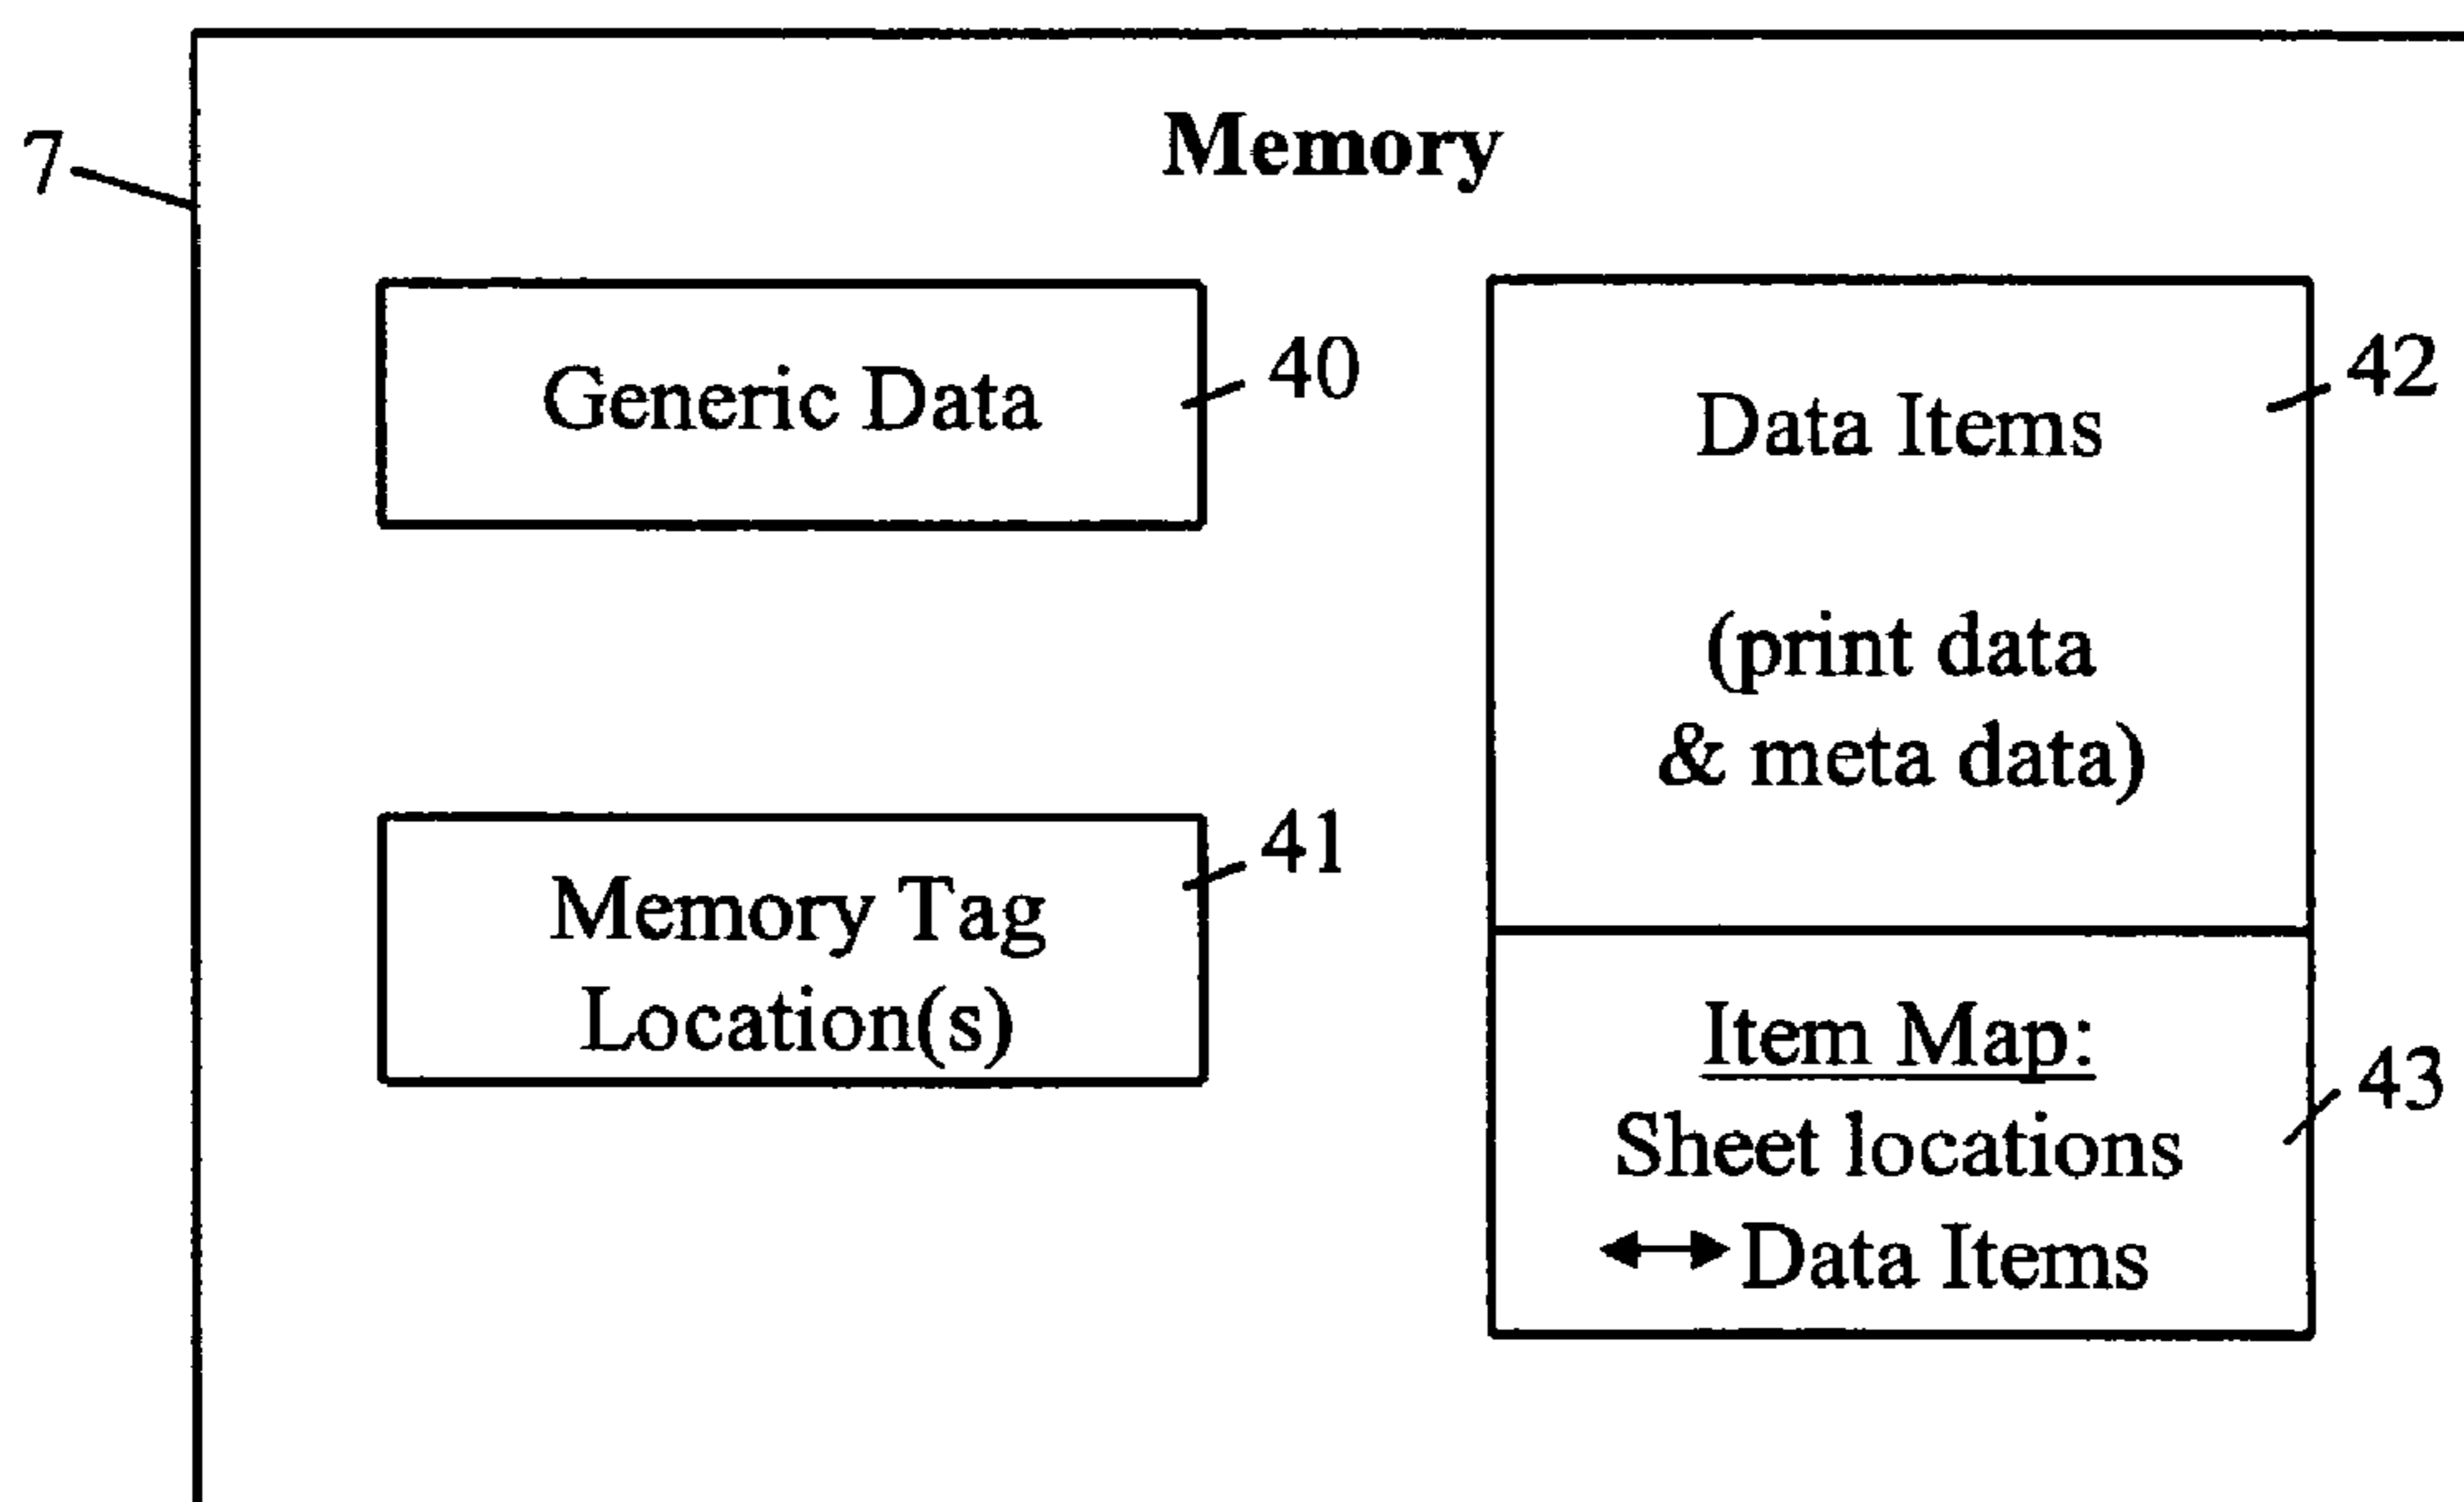 Memory
7
Generic Data
40
Data Items
(print data
& meta data)
42
Memory Tag
Location(s)
41
Item Map:
Sheet locations
↔ Data Items
43